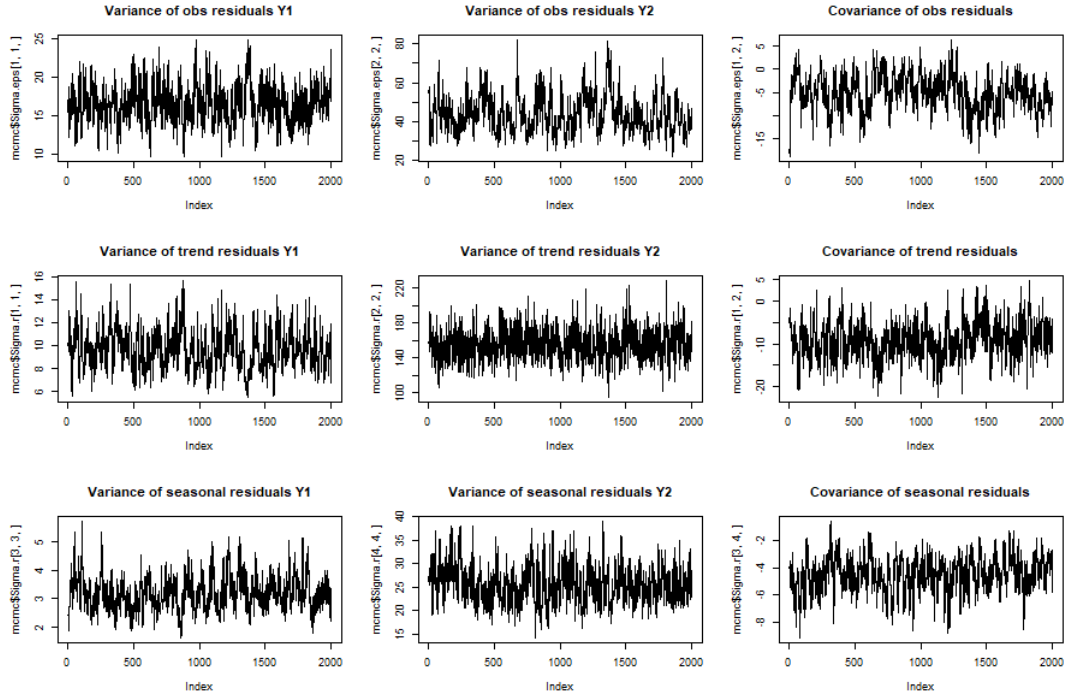 Variance of obs residuals Y1
mcmc$Sigma.eps[1, 1, ]
25
20
15
10
0 500 1000 1500 2000
Index
Variance of obs residuals Y2
mcmc$Sigma.eps[2, 2, ]
80
60
40
20
0 500 1000 1500 2000
Index
Covariance of obs residuals
mcmc$Sigma.eps[1, 2, ]
5
0
-5
-15
0 500 1000 1500 2000
Index
Variance of trend residuals Y1
mcmc$Sigma.r[1, 1, ]
16
14
12
10
8
6
0 500 1000 1500 2000
Index
Variance of trend residuals Y2
mcmc$Sigma.r[2, 2, ]
220
180
140
100
0 500 1000 1500 2000
Index
Covariance of trend residuals
mcmc$Sigma.r[1, 2, ]
5
0
-10
-20
0 500 1000 1500 2000
Index
Variance of seasonal residuals Y1
mcmc$Sigma.r[3, 3, ]
5
4
3
2
0 500 1000 1500 2000
Index
Variance of seasonal residuals Y2
mcmc$Sigma.r[4, 4, ]
40
35
30
25
20
15
0 500 1000 1500 2000
Index
Covariance of seasonal residuals
mcmc$Sigma.r[3, 4, ]
-2
-4
-6
-8
0 500 1000 1500 2000
Index